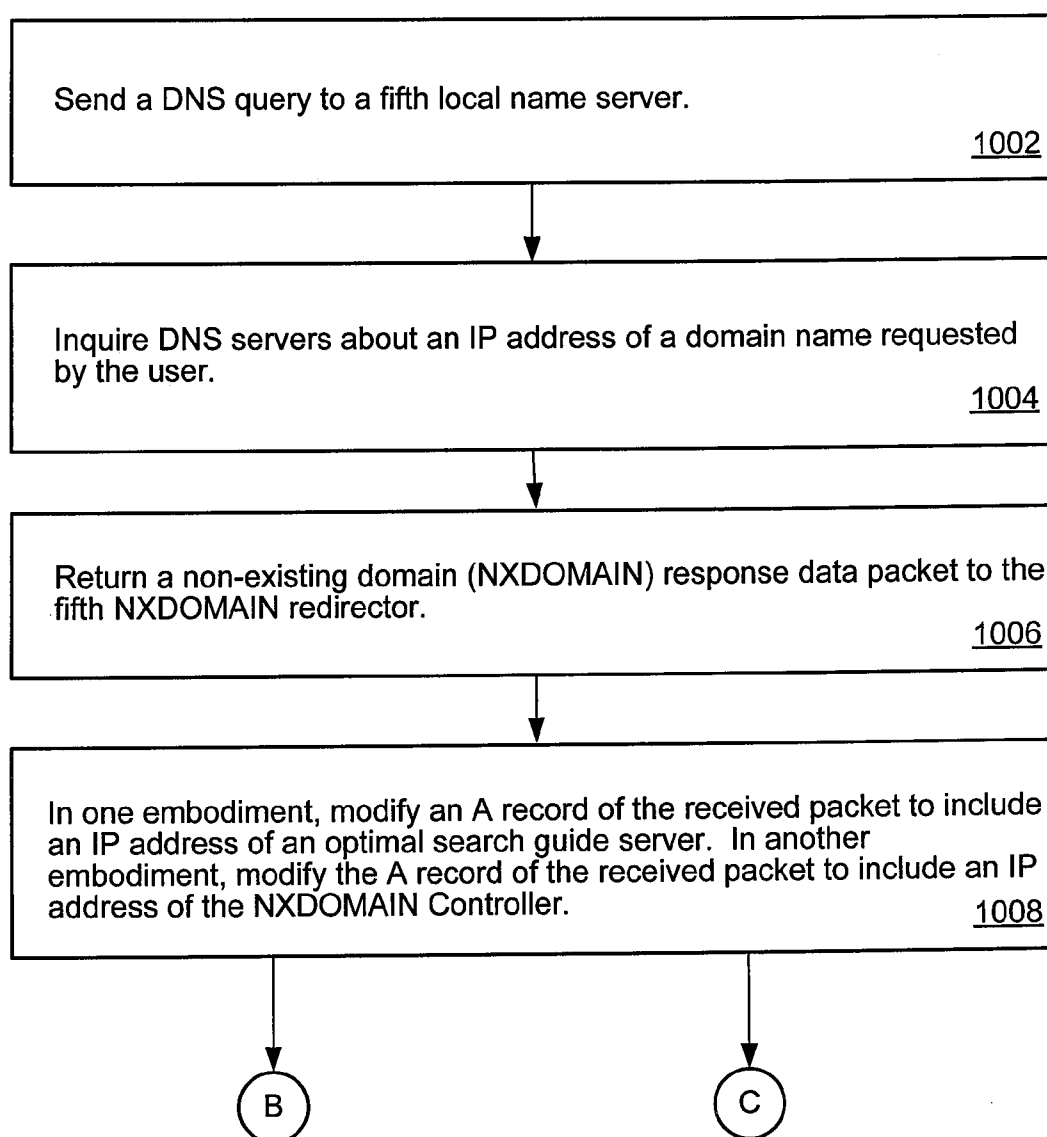 Send a DNS query to a fifth local name server.
1002
Inquire DNS servers about an IP address of a domain name requested
by the user.
1004
Return a non-existing domain (NXDOMAIN) response data packet to the
fifth NXDOMAIN redirector.
1006
In one embodiment, modify an A record of the received packet to include
an IP address of an optimal search guide server.  In another
embodiment, modify the A record of the received packet to include an IP
address of the NXDOMAIN Controller.
1008
B
C